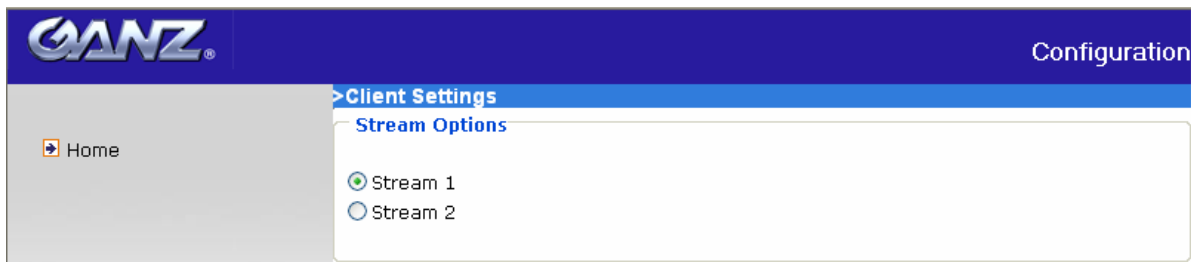 GANZ®
Configuration
>Client Settings
Home
Stream Options
Stream 1
Stream 2